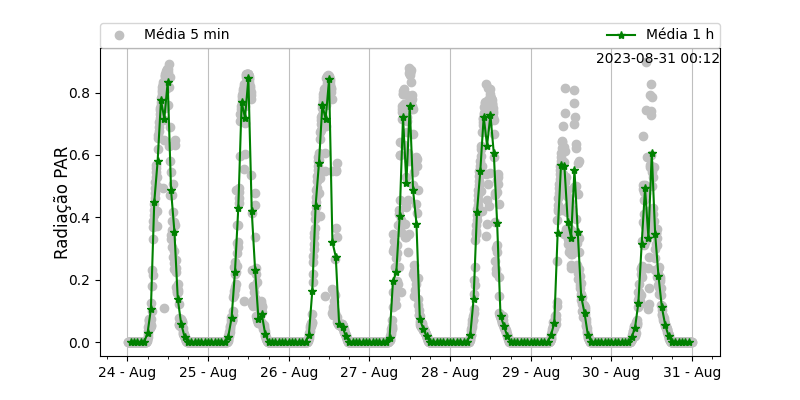 Média 5 min
Média 1 h
2023-08-31 00:12
Radiação PAR
0.8
0.6
0.4
0.2
0.0
24 - Aug
25 - Aug
26 - Aug
27 - Aug
28 - Aug
29 - Aug
30 - Aug
31 - Aug